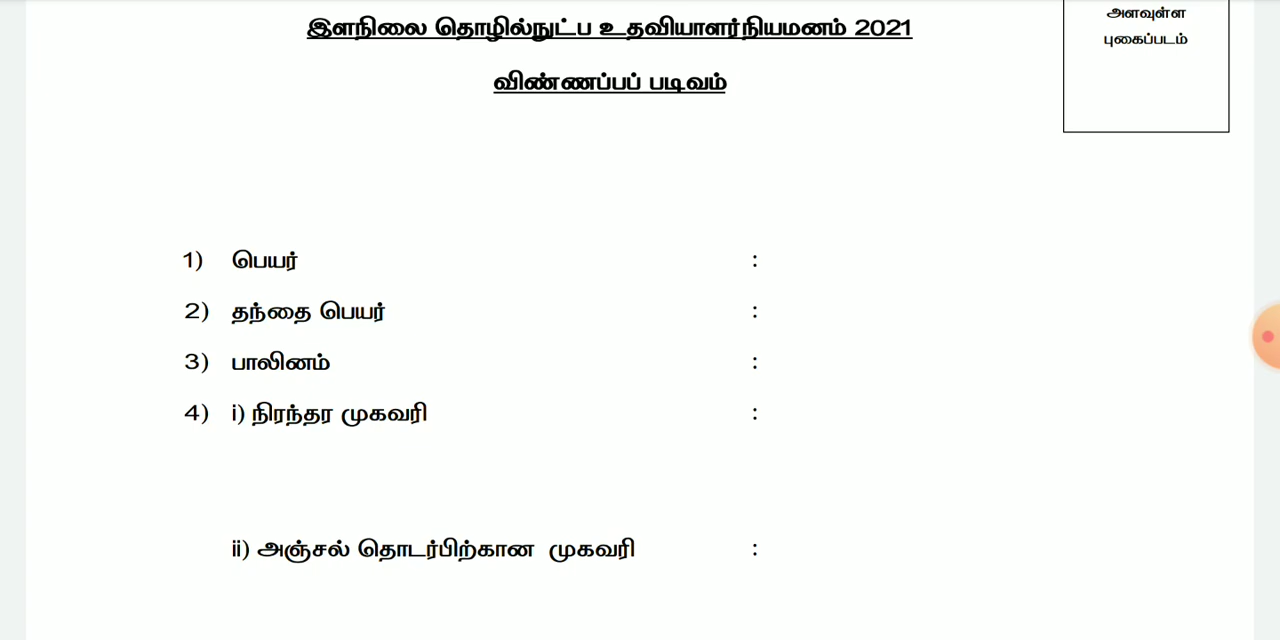 அளவுள்ள
புகைப்படம்
இளநிலை தொழில்நுட்ப உதவியாளர்நியமனம் 2021
விண்ணப்பப் படிவம்
1) பெயர் :
2) தந்தை பெயர் :
3) பாலினம் :
4) i) நிரந்தர முகவரி :
ii) அஞ்சல் தொடர்பிற்கான முகவரி :